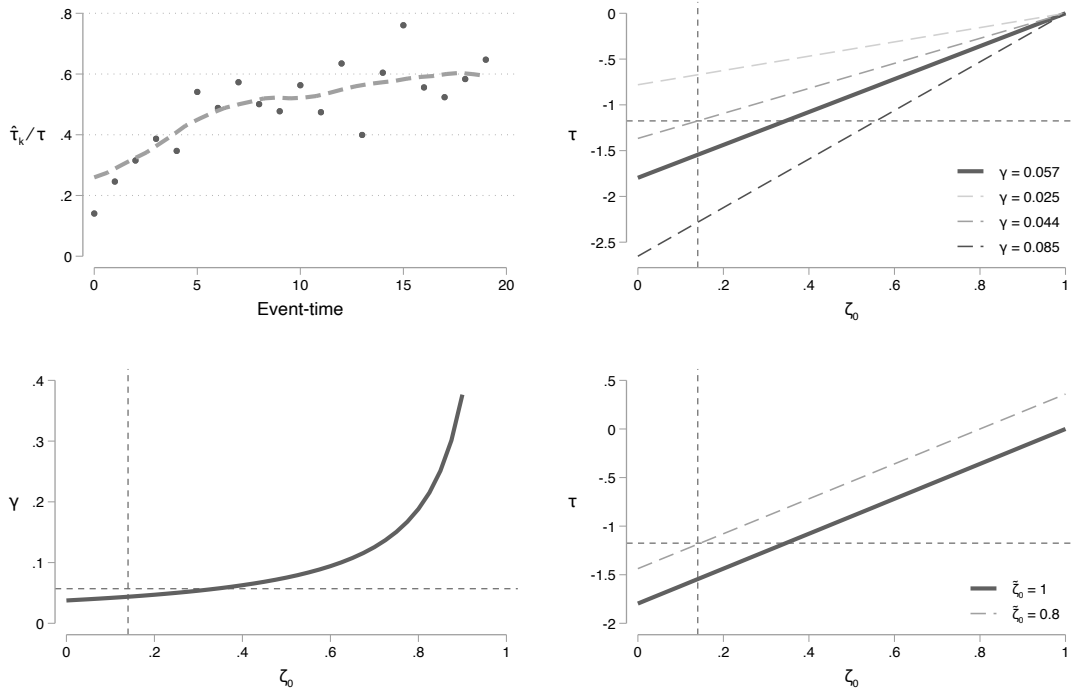 .8
.6
τ̂ₖ/τ
.4
.2
0
0 5 10 15 20
Event-time
0
-.5
-1
τ
-1.5
-2
-2.5
γ = 0.057
γ = 0.025
γ = 0.044
γ = 0.085
0 .2 .4 .6 .8 1
ζ₀
.4
.3
γ
.2
.1
0
0 .2 .4 .6 .8 1
ζ₀
.5
0
-.5
τ
-1
-1.5
-2
ζ̄₀ = 1
ζ̄₀ = 0.8
0 .2 .4 .6 .8 1
ζ₀